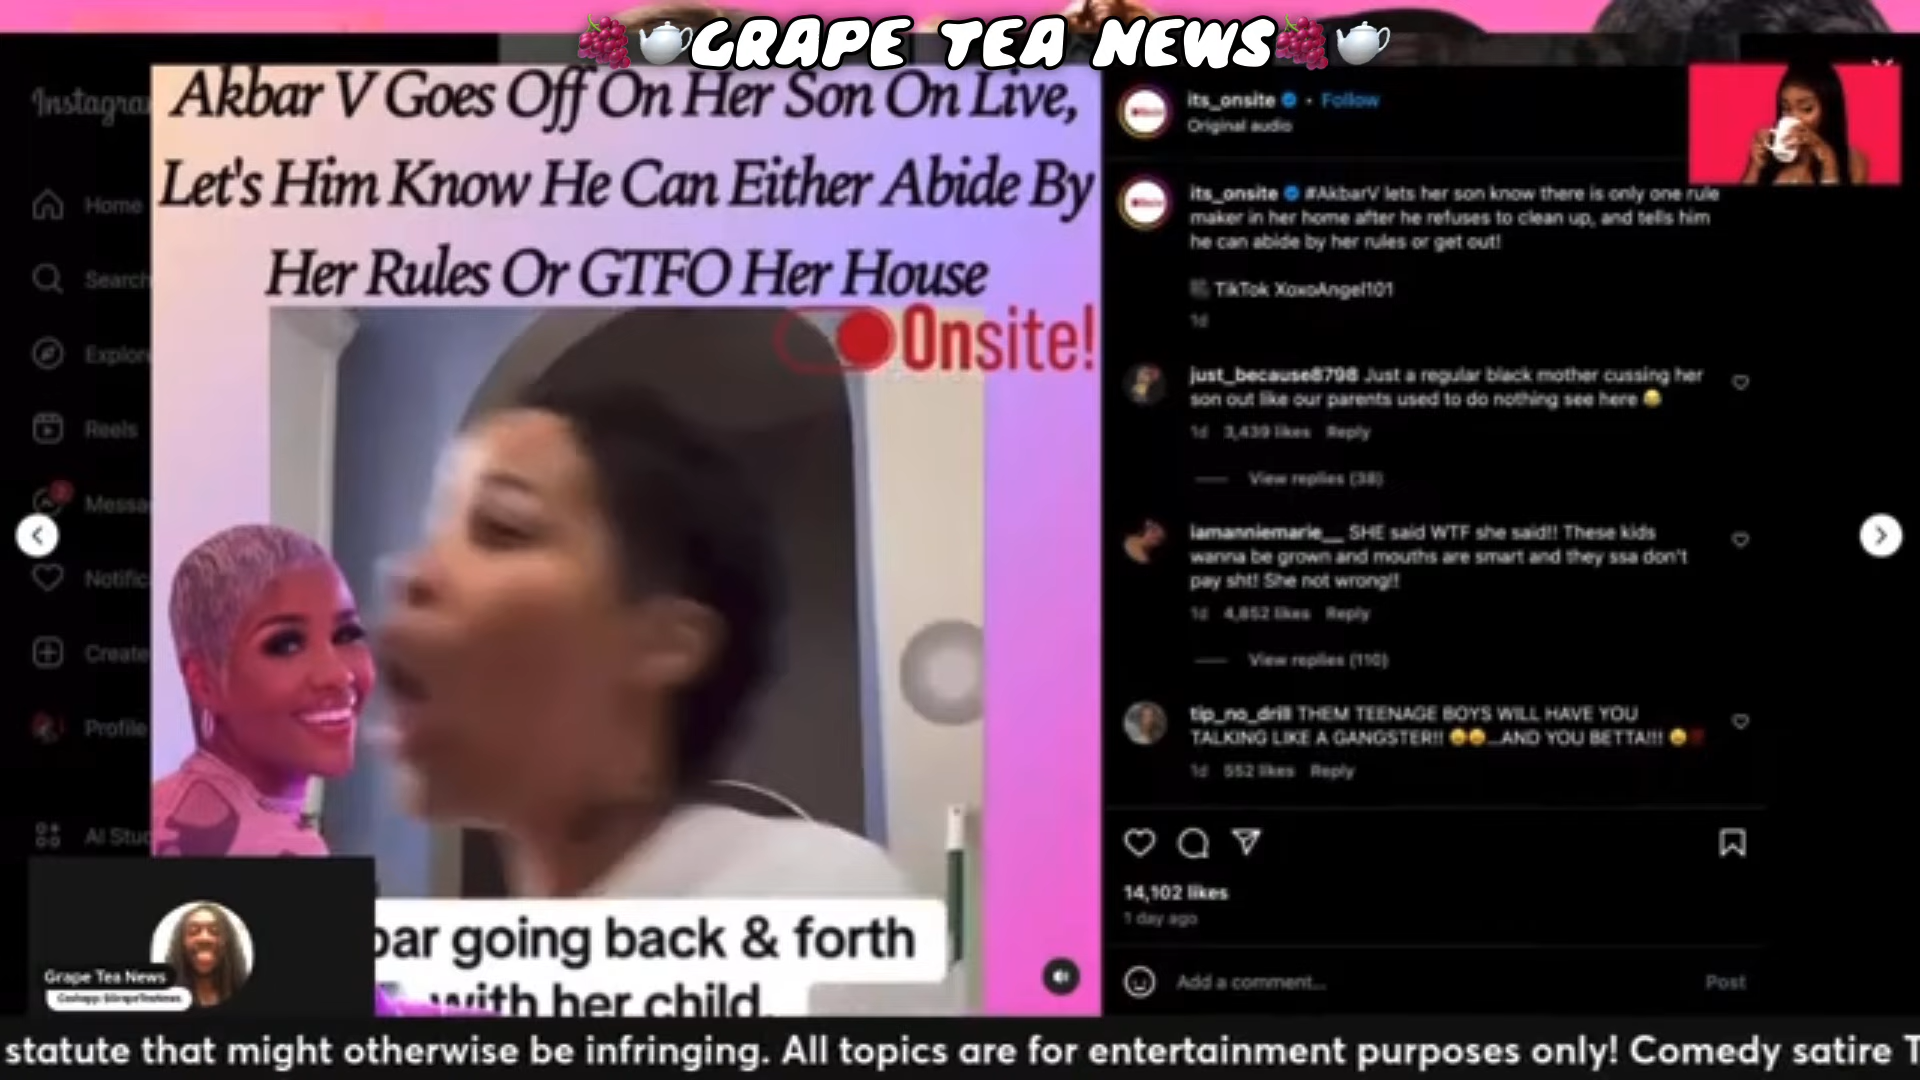 GRAPE TEA NEWS
Instagra
Home
Search
Explor
Reels
Messa
Notific
Create
Profile
AI Stu
Akbar V Goes Off On Her Son On Live,
Let's Him Know He Can Either Abide By
Her Rules Or GTFO Her House
Onsite!
bar going back & forth
with her child.
Grape Tea News
Cashapp: $GrapeTeaNews
its_onsite • Follow
Original audio
its_onsite #AkbarV lets her son know there is only one rule
maker in her home after he refuses to clean up, and tells him
he can abide by her rules or get out!
TikTok XoxoAngel101
1d
just_because8798 Just a regular black mother cussing her
son out like our parents used to do nothing see here
1d 3,439 likes Reply
View replies (38)
iamanniemarie__ SHE said WTF she said!! These kids
wanna be grown and mouths are smart and they ssa don't
pay sht! She not wrong!!
1d 4,852 likes Reply
View replies (110)
tip_no_drill THEM TEENAGE BOYS WILL HAVE YOU
TALKING LIKE A GANGSTER!! ...AND YOU BETTA!!!
1d 552 likes Reply
14,102 likes
1 day ago
Add a comment...
Post
statute that might otherwise be infringing. All topics are for entertainment purposes only! Comedy satire T